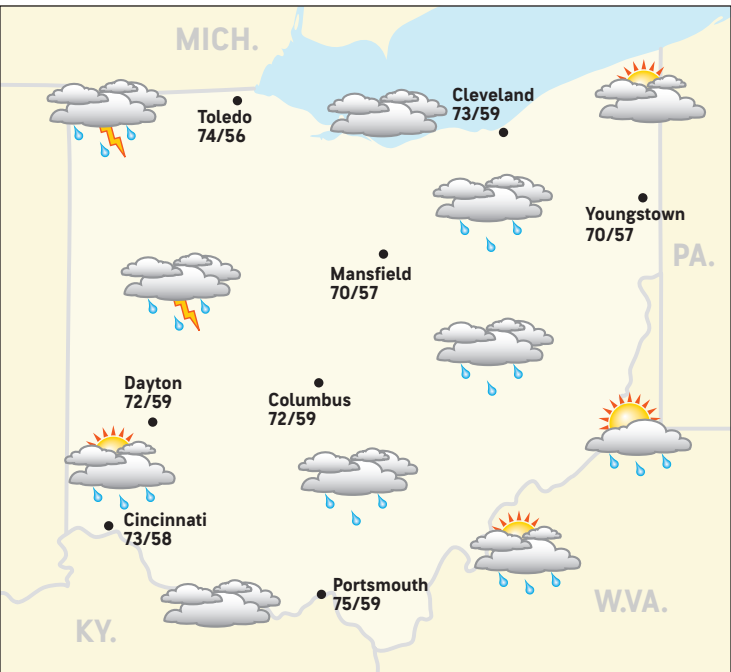 MICH.
Cleveland
73/59
Toledo
74/56
Youngstown
70/57
PA.
Mansfield
70/57
Dayton
72/59
Columbus
72/59
Cincinnati
73/58
Portsmouth
75/59
W.VA.
KY.